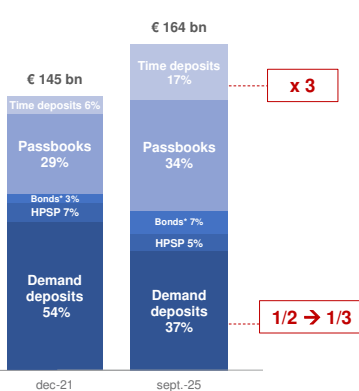 € 164 bn
€ 145 bn
Time deposits
17%
x 3
Time deposits 6%
Passbooks
29%
Passbooks
34%
Bonds* 3%
HPSP 7%
Bonds* 7%
HPSP 5%
Demand
deposits
54%
Demand
deposits
37%
1/2 → 1/3
dec-21
sept.-25